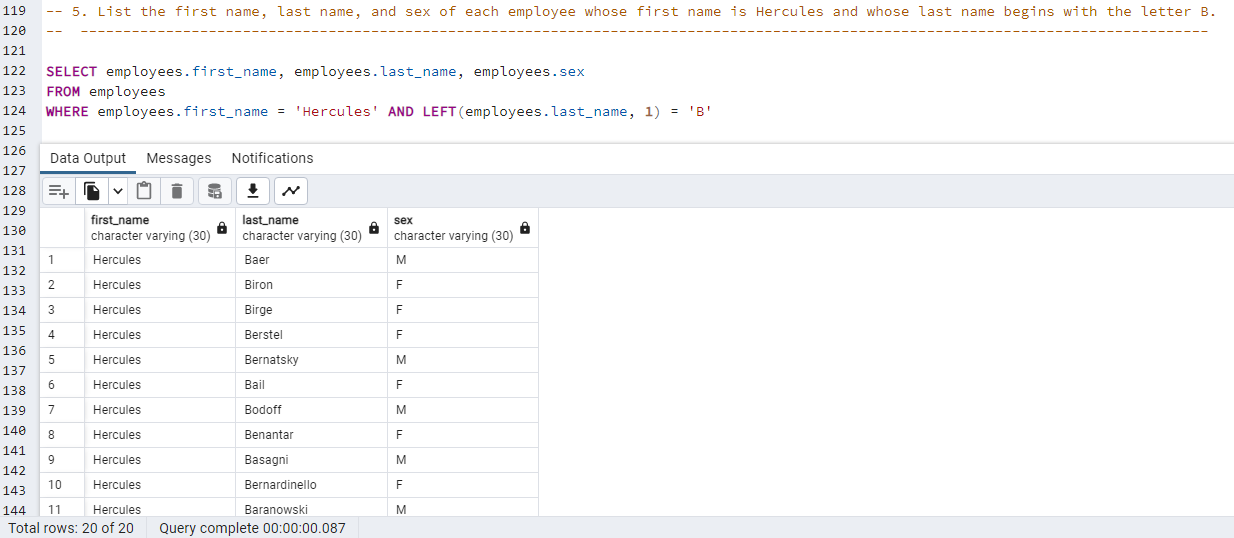 119 -- 5. List the first name, last name, and sex of each employee whose first name is Hercules and whose last name begins with the letter B.
120 -- ------------------------------------------------------------------------------------------------------------------------------------
121
122 SELECT employees.first_name, employees.last_name, employees.sex
123 FROM employees
124 WHERE employees.first_name = 'Hercules' AND LEFT(employees.last_name, 1) = 'B'
125
126
127
128
129
130
131
132
133
134
135
136
137
138
139
140
141
142
143
144
Data Output Messages Notifications
first_name last_name sex
character varying (30) character varying (30) character varying (30)
1 Hercules Baer M
2 Hercules Biron F
3 Hercules Birge F
4 Hercules Berstel F
5 Hercules Bernatsky M
6 Hercules Bail F
7 Hercules Bodoff M
8 Hercules Benantar F
9 Hercules Basagni M
10 Hercules Bernardinello F
11 Hercules Baranowski M
Total rows: 20 of 20 Query complete 00:00:00.087